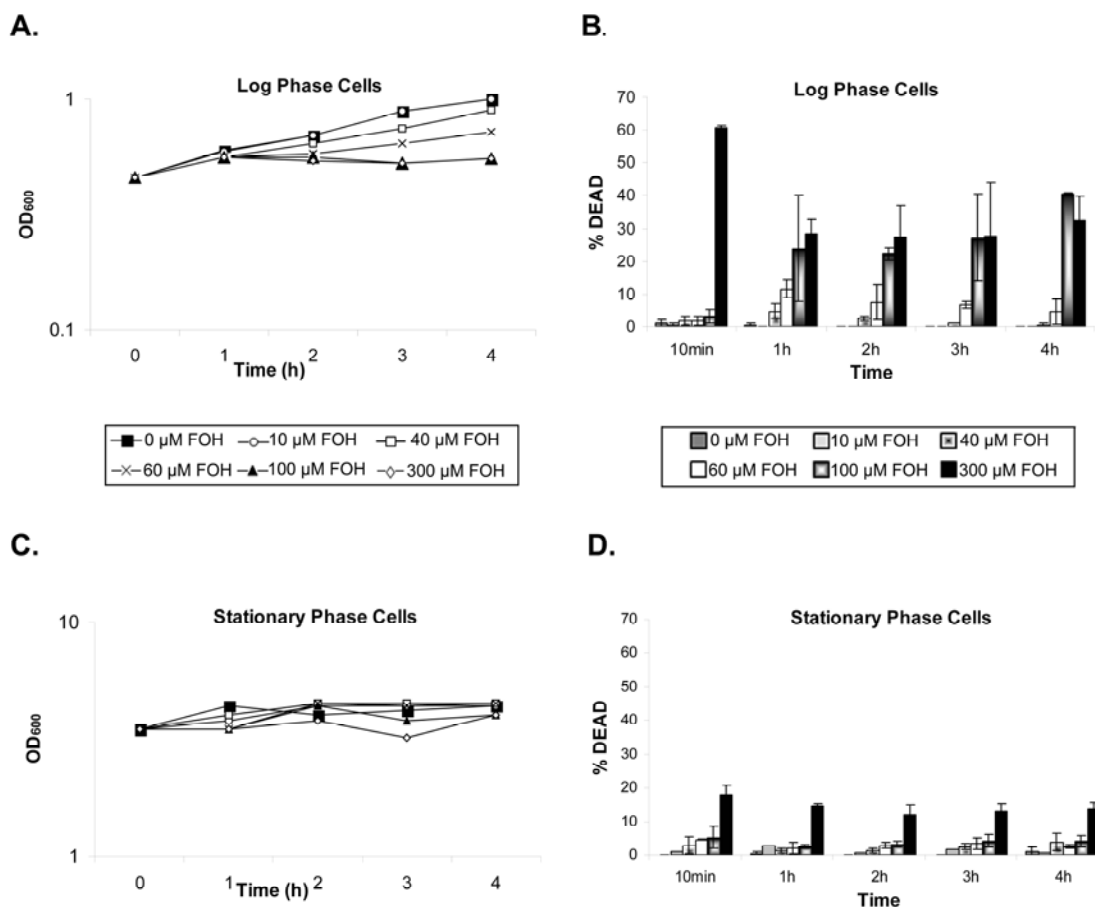 A.
Log Phase Cells
1
0.1
OD600
0 1 2 3 4
Time (h)
0 µM FOH 10 µM FOH 40 µM FOH
60 µM FOH 100 µM FOH 300 µM FOH
B.
Log Phase Cells
70
60
50
40
30
20
10
0
% DEAD
10min 1h 2h 3h 4h
Time
0 µM FOH 10 µM FOH 40 µM FOH
60 µM FOH 100 µM FOH 300 µM FOH
C.
Stationary Phase Cells
10
1
OD600
0 1 2 3 4
Time (h)
D.
Stationary Phase Cells
70
60
50
40
30
20
10
0
% DEAD
10min 1h 2h 3h 4h
Time